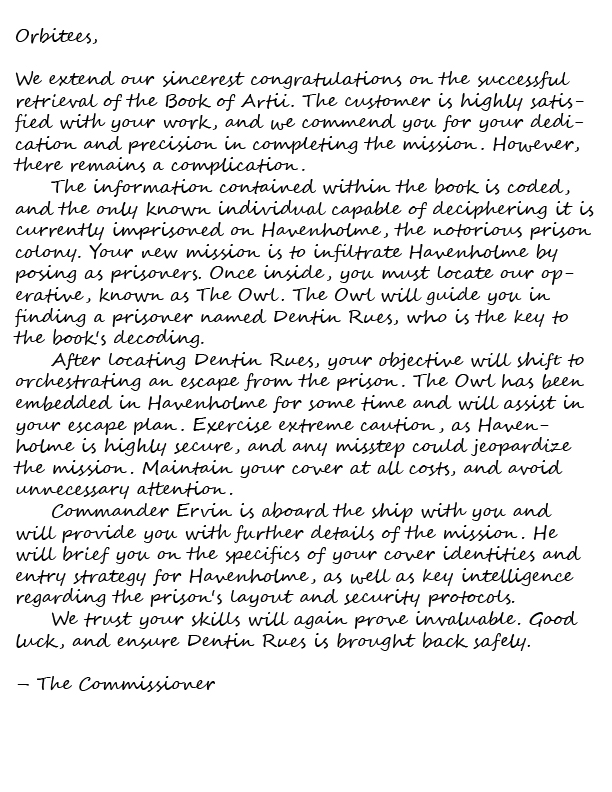 Orbitees,
We extend our sincerest congratulations on the successful
retrieval of the Book of Artii. The customer is highly satis-
fied with your work, and we commend you for your dedi-
cation and precision in completing the mission. However,
there remains a complication.
The information contained within the book is coded,
and the only known individual capable of deciphering it is
currently imprisoned on Havenholme, the notorious prison
colony. Your new mission is to infiltrate Havenholme by
posing as prisoners. Once inside, you must locate our op-
erative, known as The Owl. The Owl will guide you in
finding a prisoner named Dentin Rues, who is the key to
the book's decoding.
After locating Dentin Rues, your objective will shift to
orchestrating an escape from the prison. The Owl has been
embedded in Havenholme for some time and will assist in
your escape plan. Exercise extreme caution, as Haven-
holme is highly secure, and any misstep could jeopardize
the mission. Maintain your cover at all costs, and avoid
unnecessary attention.
Commander Ervin is aboard the ship with you and
will provide you with further details of the mission. He
will brief you on the specifics of your cover identities and
entry strategy for Havenholme, as well as key intelligence
regarding the prison's layout and security protocols.
We trust your skills will again prove invaluable. Good
luck, and ensure Dentin Rues is brought back safely.
– The Commissioner